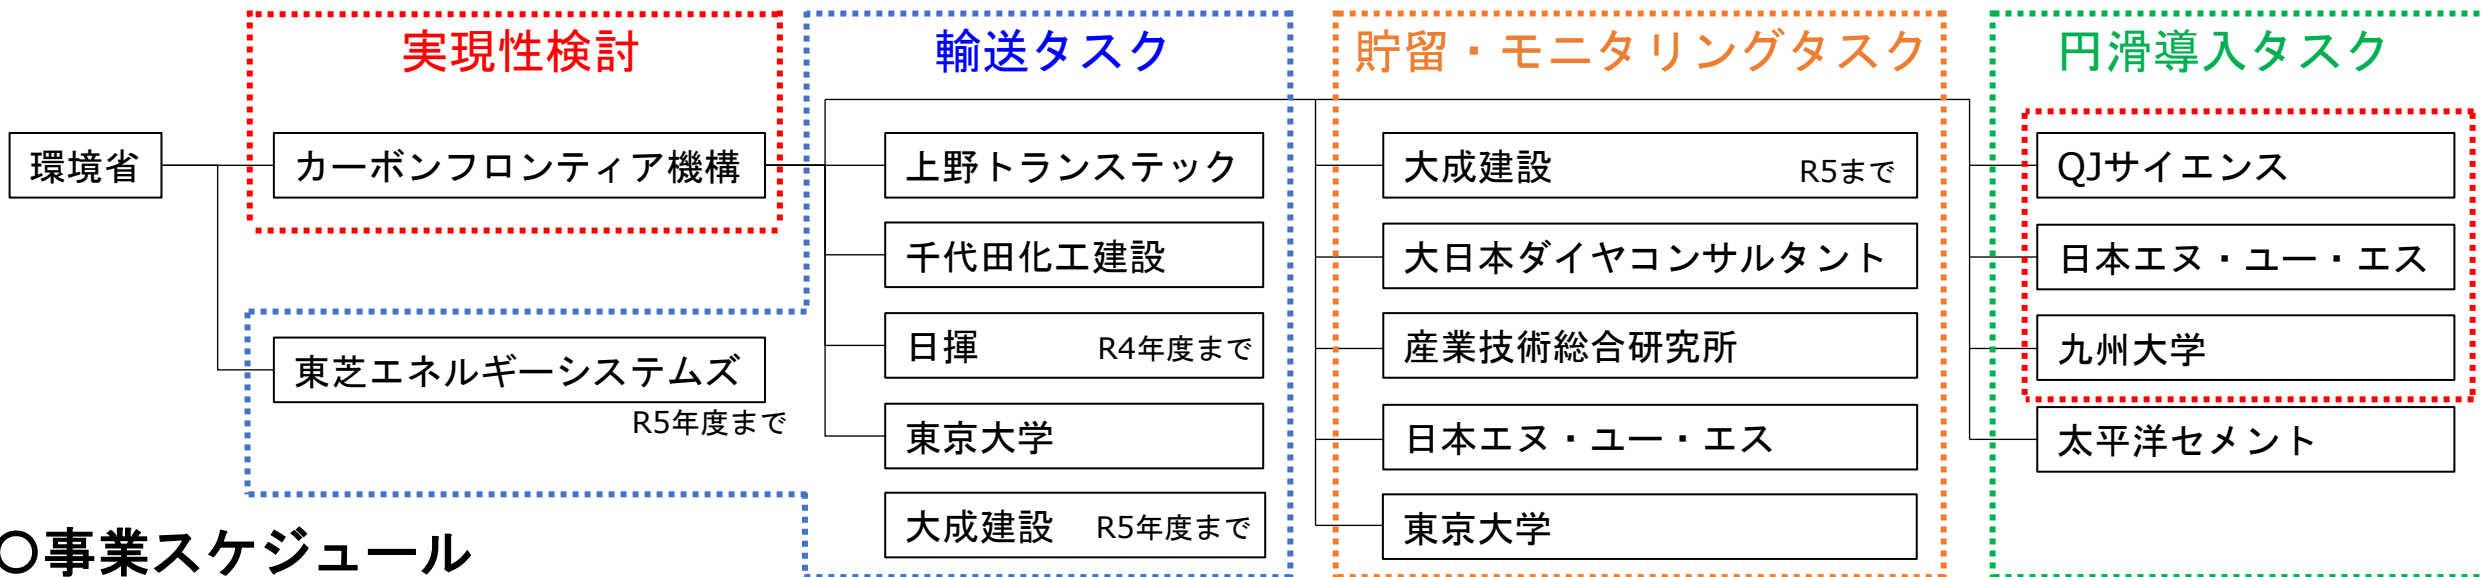 実現性検討
輸送タスク
貯留・モニタリングタスク
円滑導入タスク
環境省
カーボンフロンティア機構
東芝エネルギーシステムズ
R5年度まで
上野トランステック
千代田化工建設
日揮 R4年度まで
東京大学
大成建設 R5年度まで
大成建設 R5まで
大日本ダイヤコンサルタント
産業技術総合研究所
日本エヌ・ユー・エス
東京大学
QJサイエンス
日本エヌ・ユー・エス
九州大学
太平洋セメント
○事業スケジュール